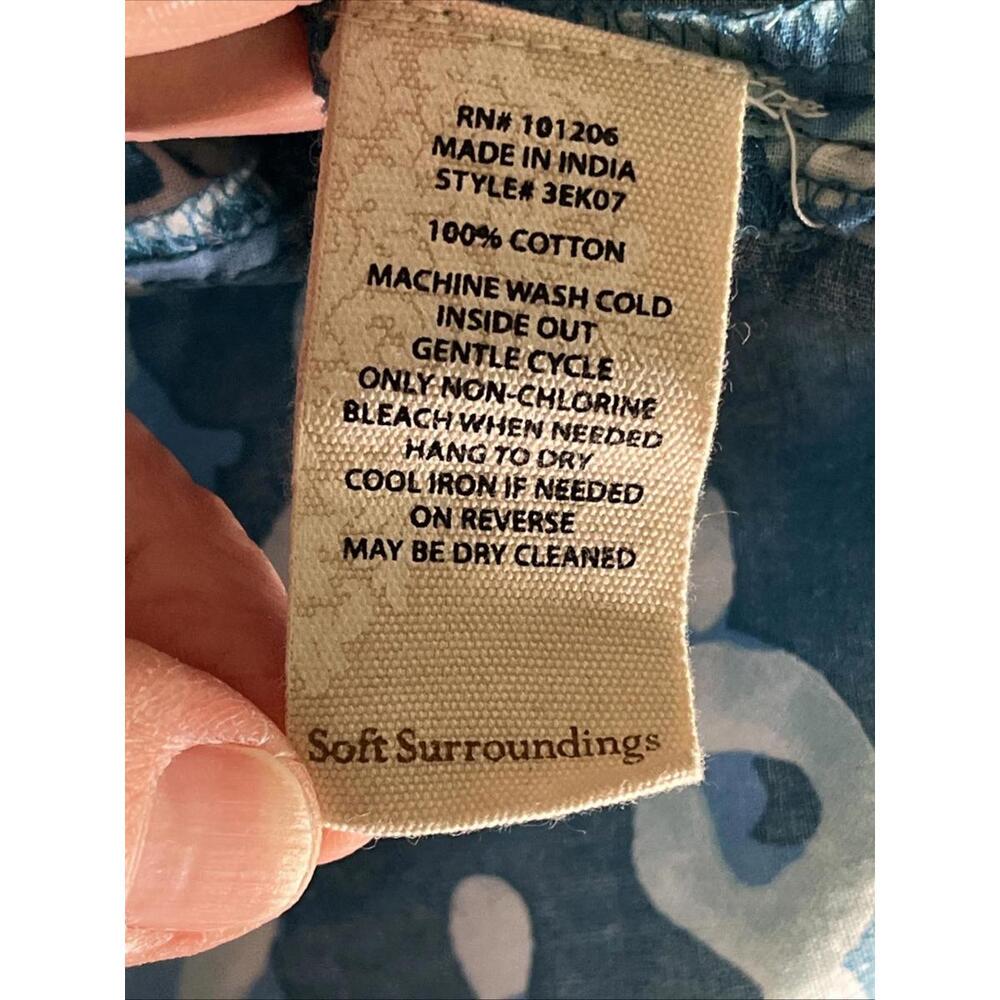 RN# 101206
MADE IN INDIA
STYLE# 3EK07
100% COTTON
MACHINE WASH COLD
INSIDE OUT
GENTLE CYCLE
ONLY NON-CHLORINE
BLEACH WHEN NEEDED
HANG TO DRY
COOL IRON IF NEEDED
ON REVERSE
MAY BE DRY CLEANED
Soft Surroundings